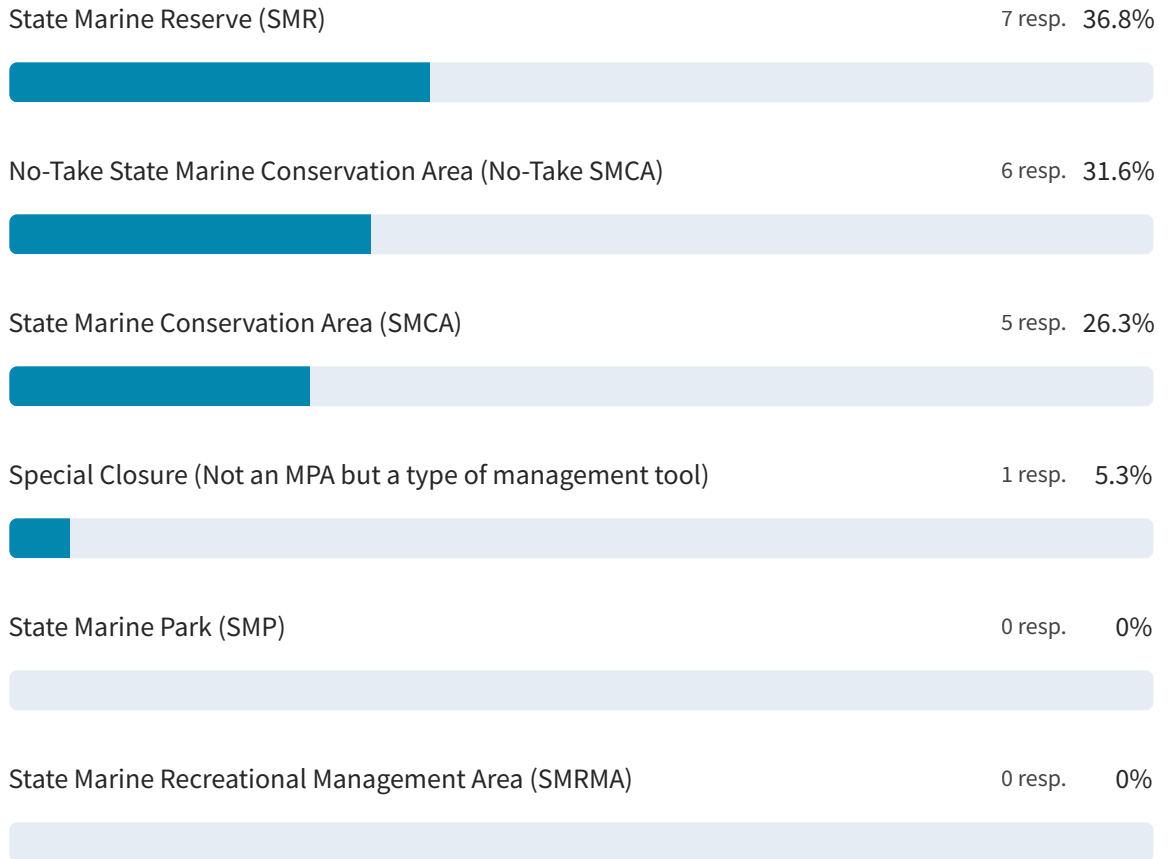 State Marine Reserve (SMR) 7 resp. 36.8%
No-Take State Marine Conservation Area (No-Take SMCA) 6 resp. 31.6%
State Marine Conservation Area (SMCA) 5 resp. 26.3%
Special Closure (Not an MPA but a type of management tool) 1 resp. 5.3%
State Marine Park (SMP) 0 resp. 0%
State Marine Recreational Management Area (SMRMA) 0 resp. 0%